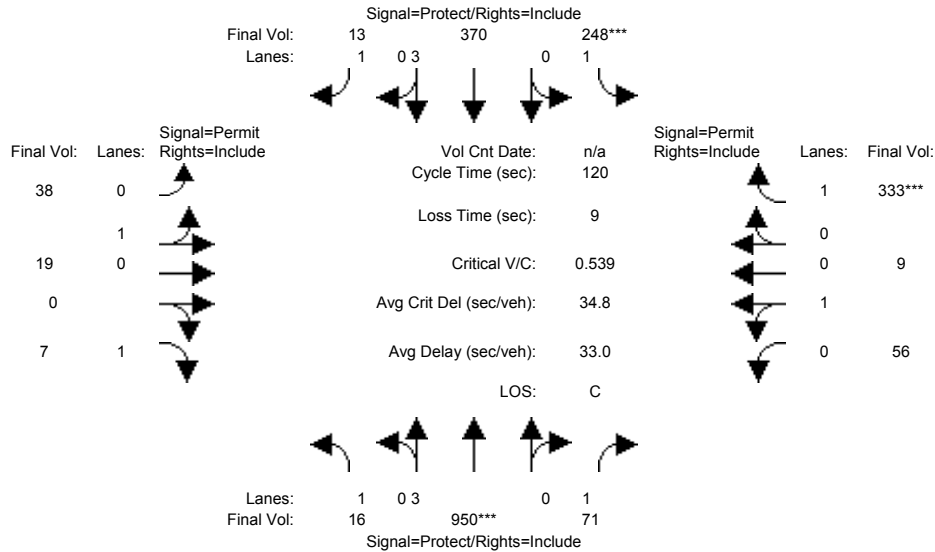 Signal=Protect/Rights=Include
Final Vol: 13 370 248***
Lanes: 1 0 3 0 1
Signal=Permit Signal=Permit
Final Vol: Lanes: Rights=Include Vol Cnt Date: n/a Rights=Include Lanes: Final Vol:
Cycle Time (sec): 120
38 0 1 333***
Loss Time (sec): 9
1 0
19 0 Critical V/C: 0.539 0 9
0 Avg Crit Del (sec/veh): 34.8 1
7 1 Avg Delay (sec/veh): 33.0 0 56
LOS: C
Lanes: 1 0 3 0 1
Final Vol: 16 950*** 71
Signal=Protect/Rights=Include